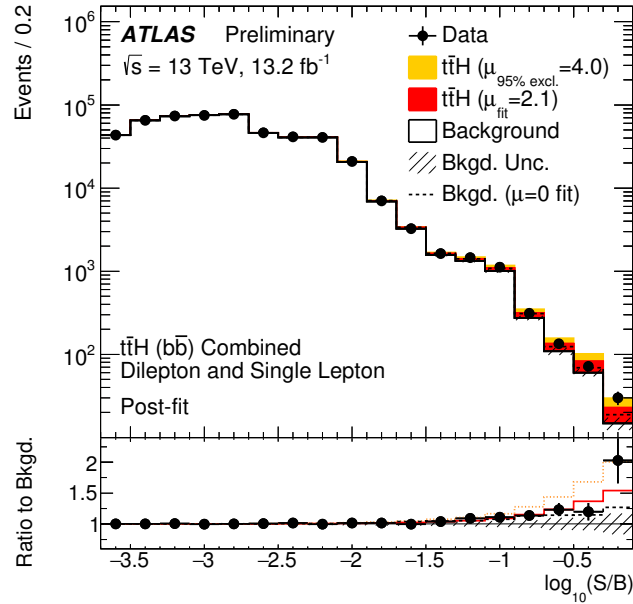 Events / 0.2
10⁶
10⁵
10⁴
10³
10²
ATLAS Preliminary
√s = 13 TeV, 13.2 fb⁻¹
Data
tt̄H (μ95% excl.=4.0)
tt̄H (μfit=2.1)
Background
Bkgd. Unc.
Bkgd. (μ=0 fit)
tt̄H (bb̄) Combined
Dilepton and Single Lepton
Post-fit
Ratio to Bkgd.
2
1.5
1
−3.5 −3 −2.5 −2 −1.5 −1 −0.5
log₁₀(S/B)